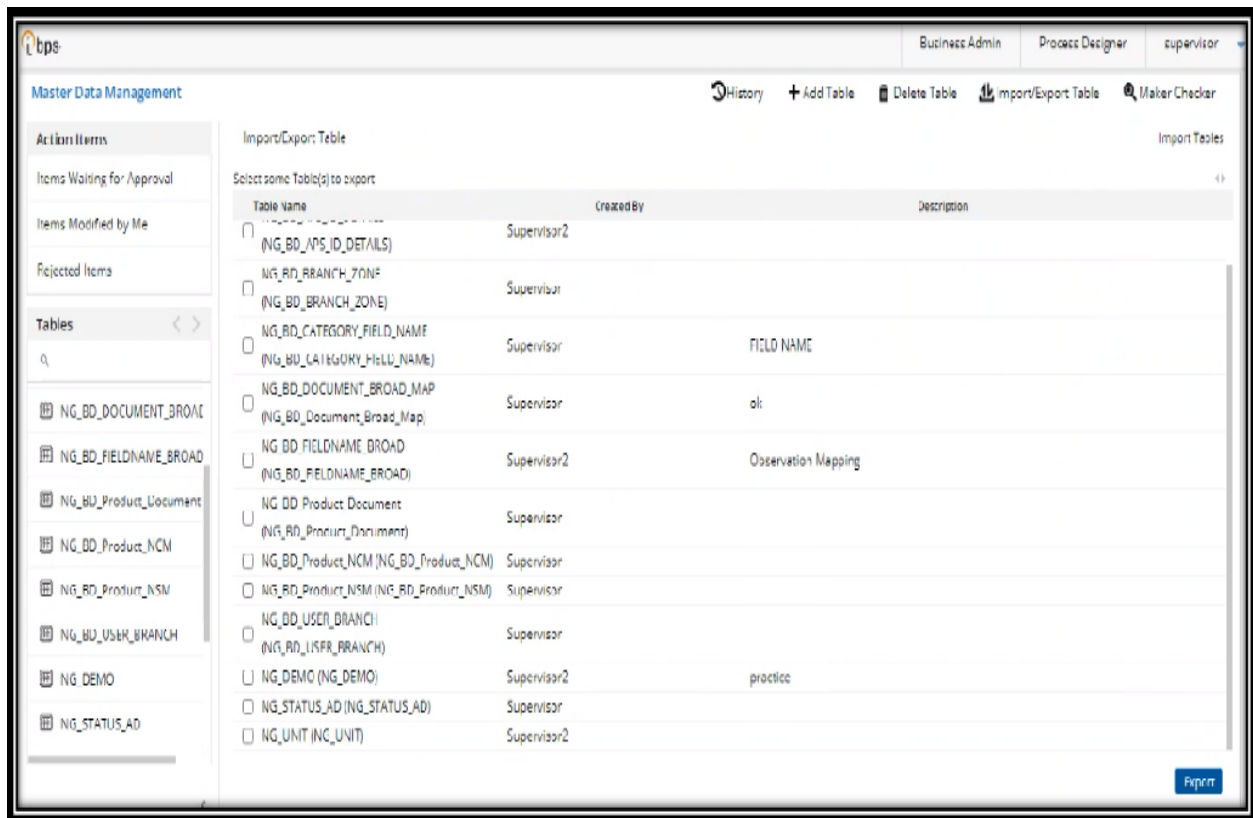 ibps
Business Admin
Process Designer
supervisor
Master Data Management
History
Add Table
Delete Table
Import/Export Table
Maker Checker
Action Items
Items Waiting for Approval
Items Modified by Me
Rejected Items
Tables
NG_BD_DOCUMENT_BROAD
NG_BD_FIELDNAME_BROAD
NG_BD_Product_Document
NG_BD_Product_NCM
NG_BD_Product_NSM
NG_BD_USER_BRANCH
NG_DEMO
NG_STATUS_AD
Import/Export Table
Import Tables
Select some Table(s) to export
Table Name Created By Description
(NG_BD_APS_ID_DETAILS) Supervisor2
NG_BD_BRANCH_ZONE
(NG_BD_BRANCH_ZONE) Supervisor
NG_BD_CATEGORY_FIELD_NAME
(NG_BD_CATEGORY_FIELD_NAME) Supervisor FIELD NAME
NG_BD_DOCUMENT_BROAD_MAP
(NG_BD_Document_Broad_Map) Supervisor ok
NG_BD_FIELDNAME_BROAD
(NG_BD_FIELDNAME_BROAD) Supervisor2 Observation Mapping
NG_BD_Product_Document
(NG_BD_Product_Document) Supervisor
NG_BD_Product_NCM (NG_BD_Product_NCM) Supervisor
NG_BD_Product_NSM (NG_BD_Product_NSM) Supervisor
NG_BD_USER_BRANCH
(NG_BD_USER_BRANCH) Supervisor
NG_DEMO (NG_DEMO) Supervisor2 practice
NG_STATUS_AD (NG_STATUS_AD) Supervisor
NG_UNIT (NG_UNIT) Supervisor2
Export